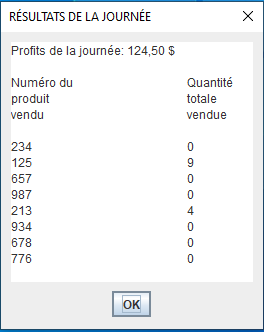 RÉSULTATS DE LA JOURNÉE
Profits de la journée: 124,50 $
Numéro du Quantité
produit totale
vendu vendue
234 0
125 9
657 0
987 0
213 4
934 0
678 0
776 0
OK